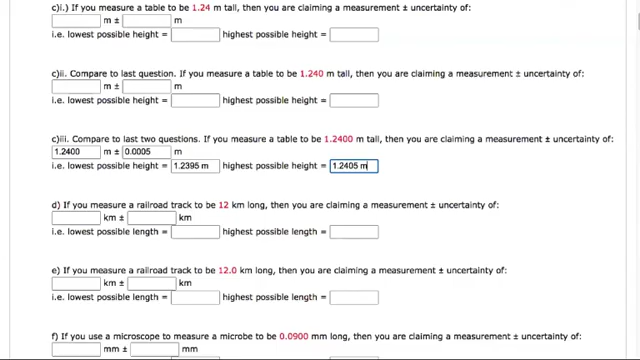 c)i.) If you measure a table to be 1.24 m tall, then you are claiming a measurement ± uncertainty of:
m ± m
i.e. lowest possible height = highest possible height =
c)ii. Compare to last question. If you measure a table to be 1.240 m tall, then you are claiming a measurement ± uncertainty of:
m ± m
i.e. lowest possible height = highest possible height =
c)iii. Compare to last two questions. If you measure a table to be 1.2400 m tall, then you are claiming a measurement ± uncertainty of:
1.2400 m ± 0.0005 m
i.e. lowest possible height = 1.2395 m highest possible height = 1.2405 m
d) If you measure a railroad track to be 12 km long, then you are claiming a measurement ± uncertainty of:
km ± km
i.e. lowest possible length = highest possible length =
e) If you measure a railroad track to be 12.0 km long, then you are claiming a measurement ± uncertainty of:
km ± km
i.e. lowest possible length = highest possible length =
f) If you use a microscope to measure a microbe to be 0.0900 mm long, then you are claiming a measurement ± uncertainty of:
mm ± mm